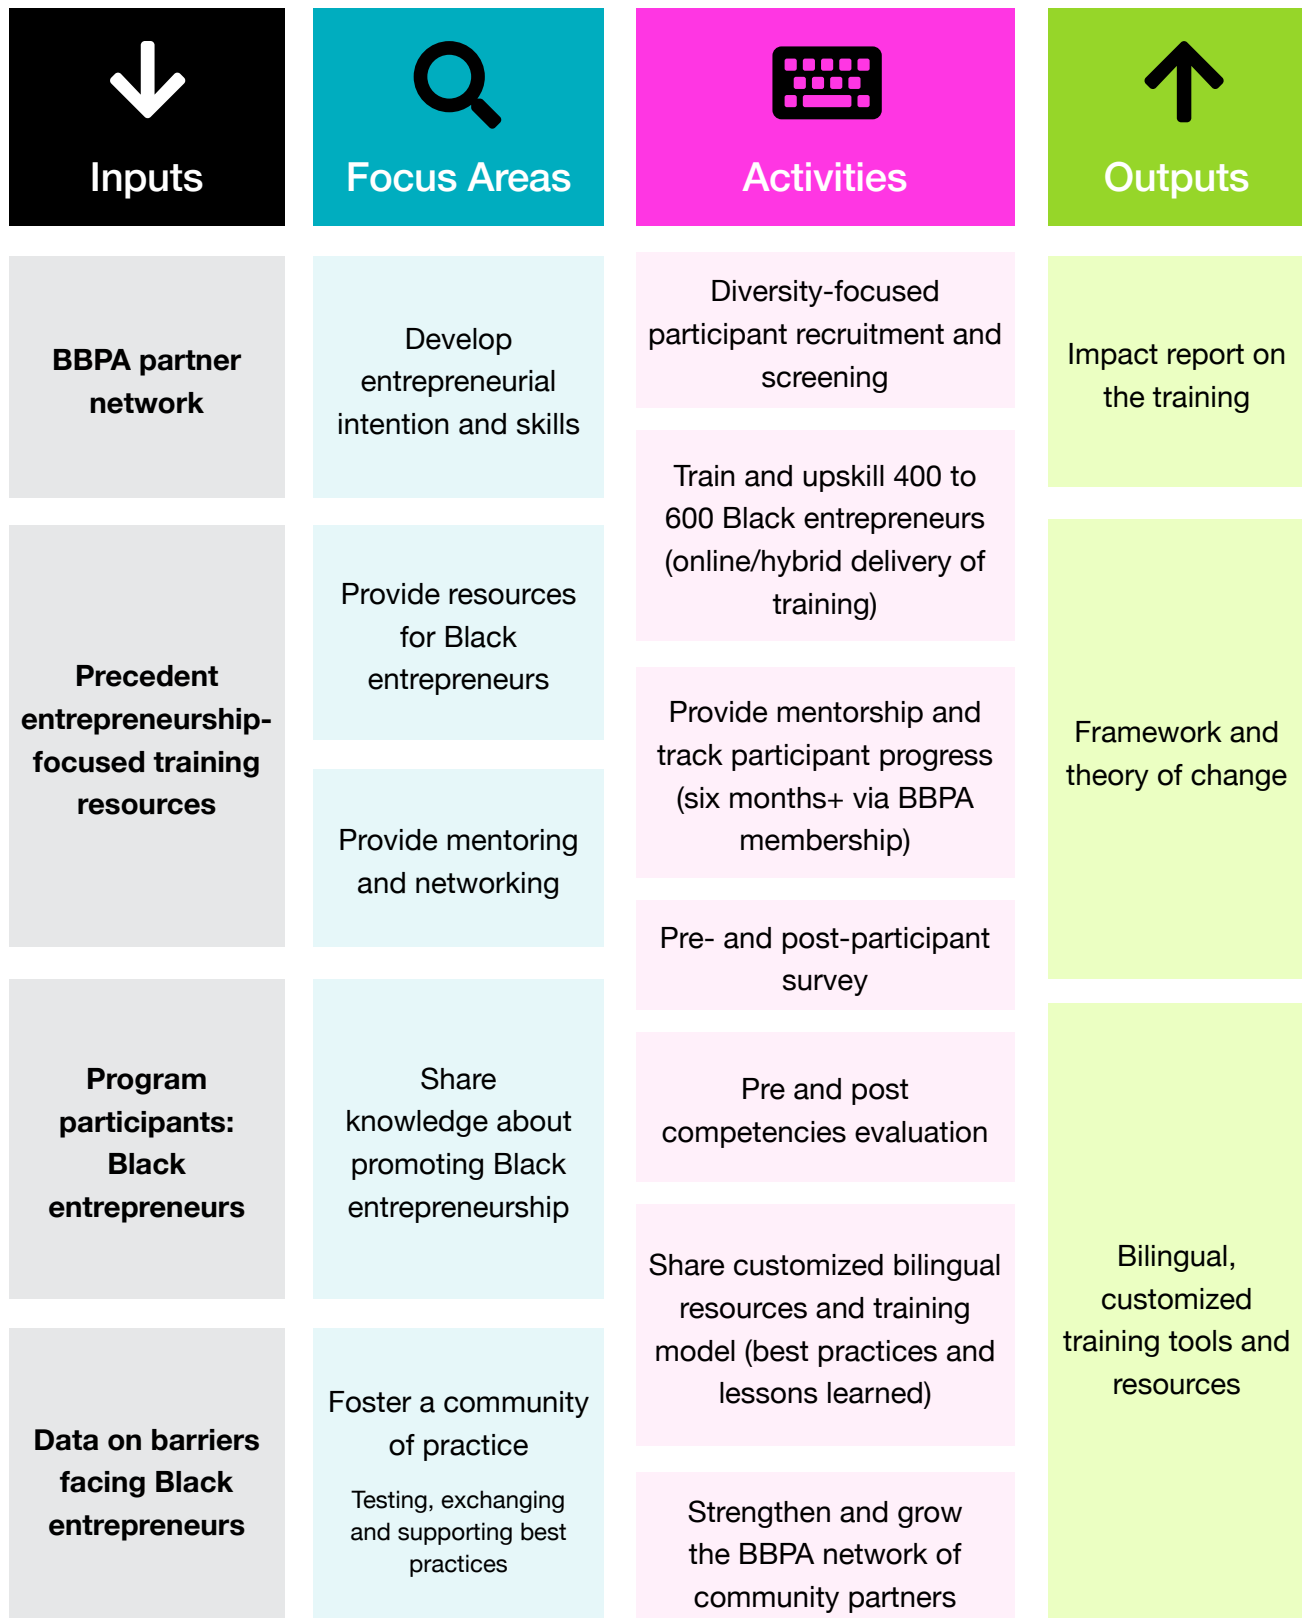 Inputs
Focus Areas
Activities
Outputs
BBPA partner
network
Precedent
entrepreneurship-
focused training
resources
Program
participants:
Black
entrepreneurs
Data on barriers
facing Black
entrepreneurs
Develop
entrepreneurial
intention and skills
Provide resources
for Black
entrepreneurs
Provide mentoring
and networking
Share
knowledge about
promoting Black
entrepreneurship
Foster a community
of practice
Testing, exchanging
and supporting best
practices
Diversity-focused
participant recruitment and
screening
Train and upskill 400 to
600 Black entrepreneurs
(online/hybrid delivery of
training)
Provide mentorship and
track participant progress
(six months+ via BBPA
membership)
Pre- and post-participant
survey
Pre and post
competencies evaluation
Share customized bilingual
resources and training
model (best practices and
lessons learned)
Strengthen and grow
the BBPA network of
community partners
Impact report on
the training
Framework and
theory of change
Bilingual,
customized
training tools and
resources